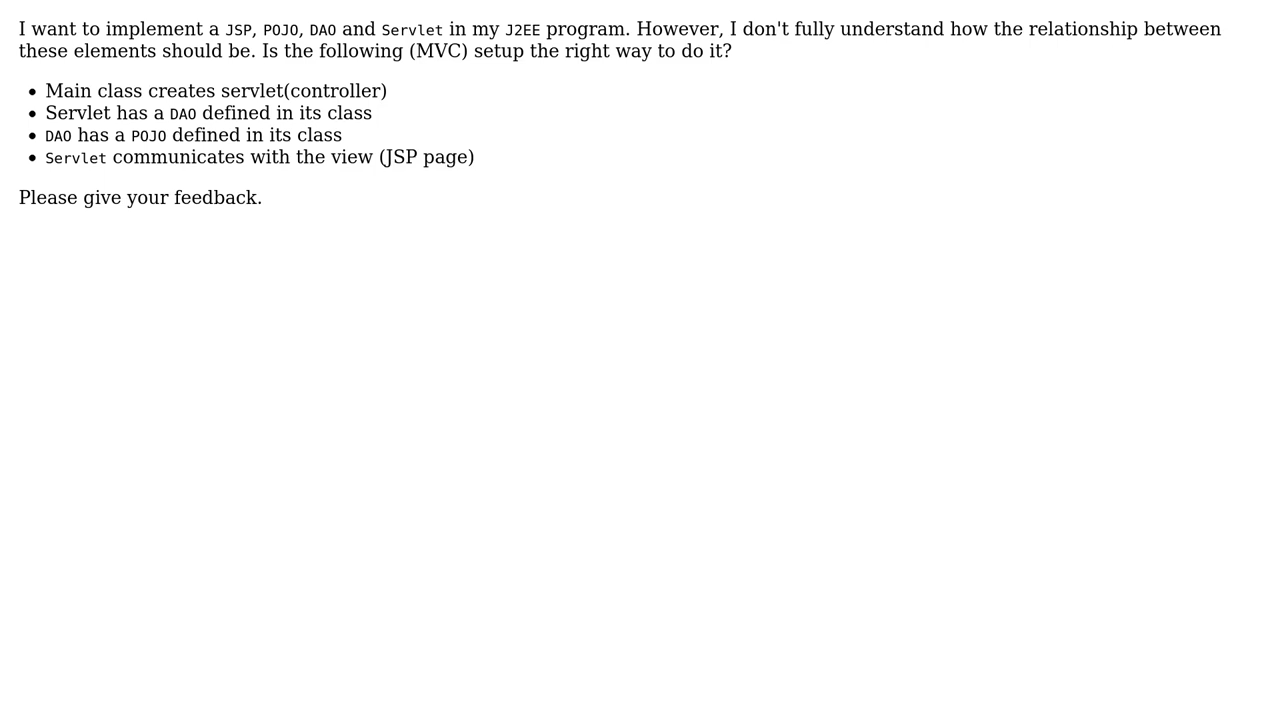 I want to implement a JSP, POJO, DAO and Servlet in my J2EE program. However, I don't fully understand how the relationship between
these elements should be. Is the following (MVC) setup the right way to do it?
• Main class creates servlet(controller)
• Servlet has a DAO defined in its class
• DAO has a POJO defined in its class
• Servlet communicates with the view (JSP page)
Please give your feedback.